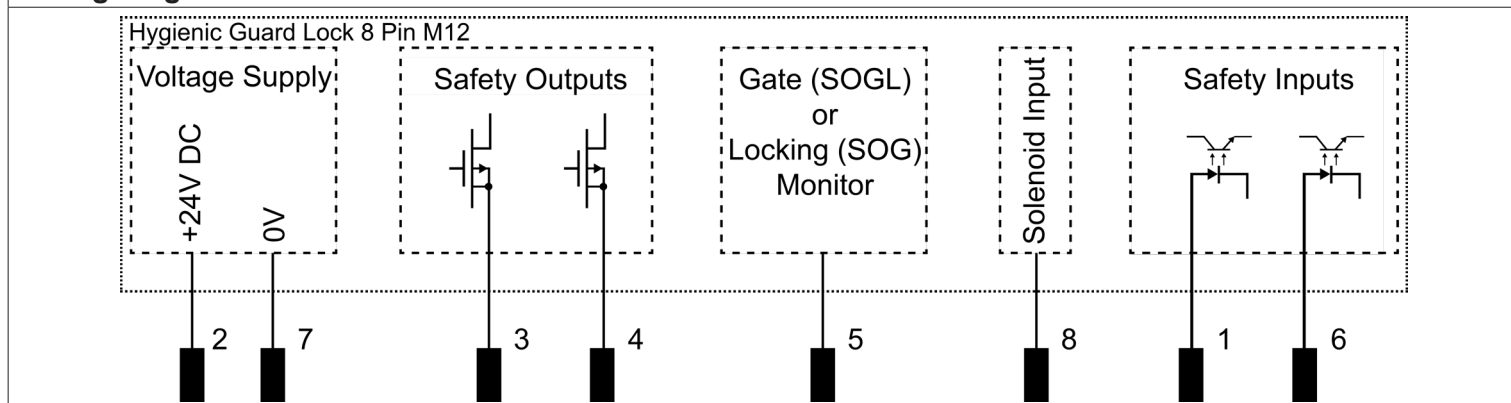 Hygienic Guard Lock 8 Pin M12
Voltage Supply
+24V DC
0V
Safety Outputs
Gate (SOGL)
or
Locking (SOG)
Monitor
Solenoid Input
Safety Inputs
2
7
3
4
5
8
1
6